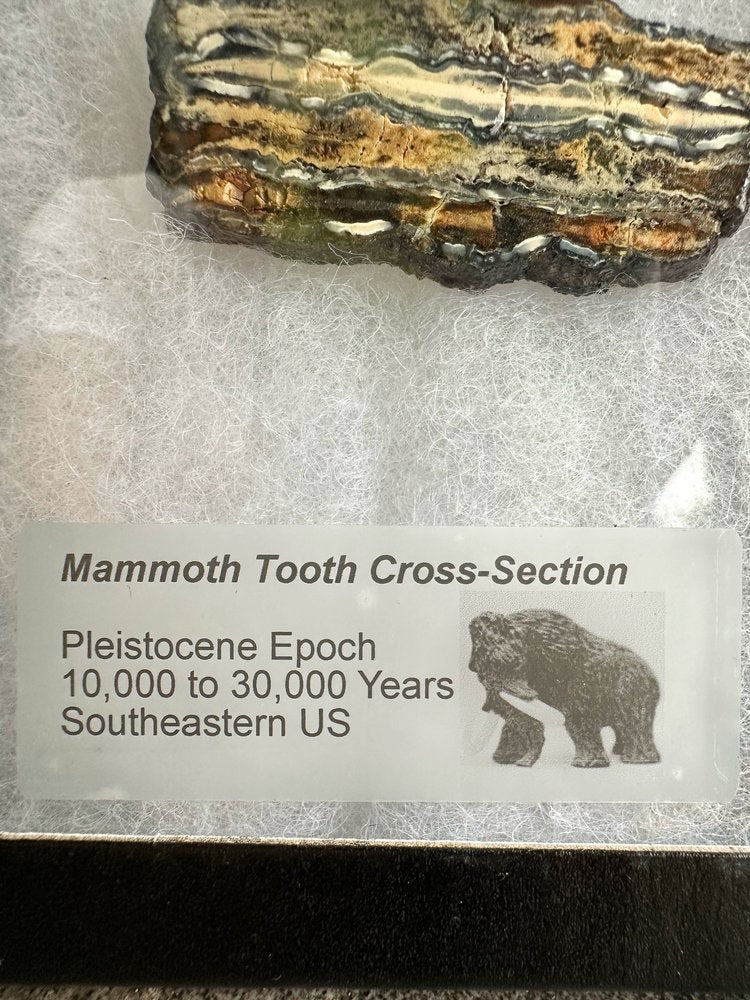 Mammoth Tooth Cross-Section
Pleistocene Epoch
10,000 to 30,000 Years
Southeastern US